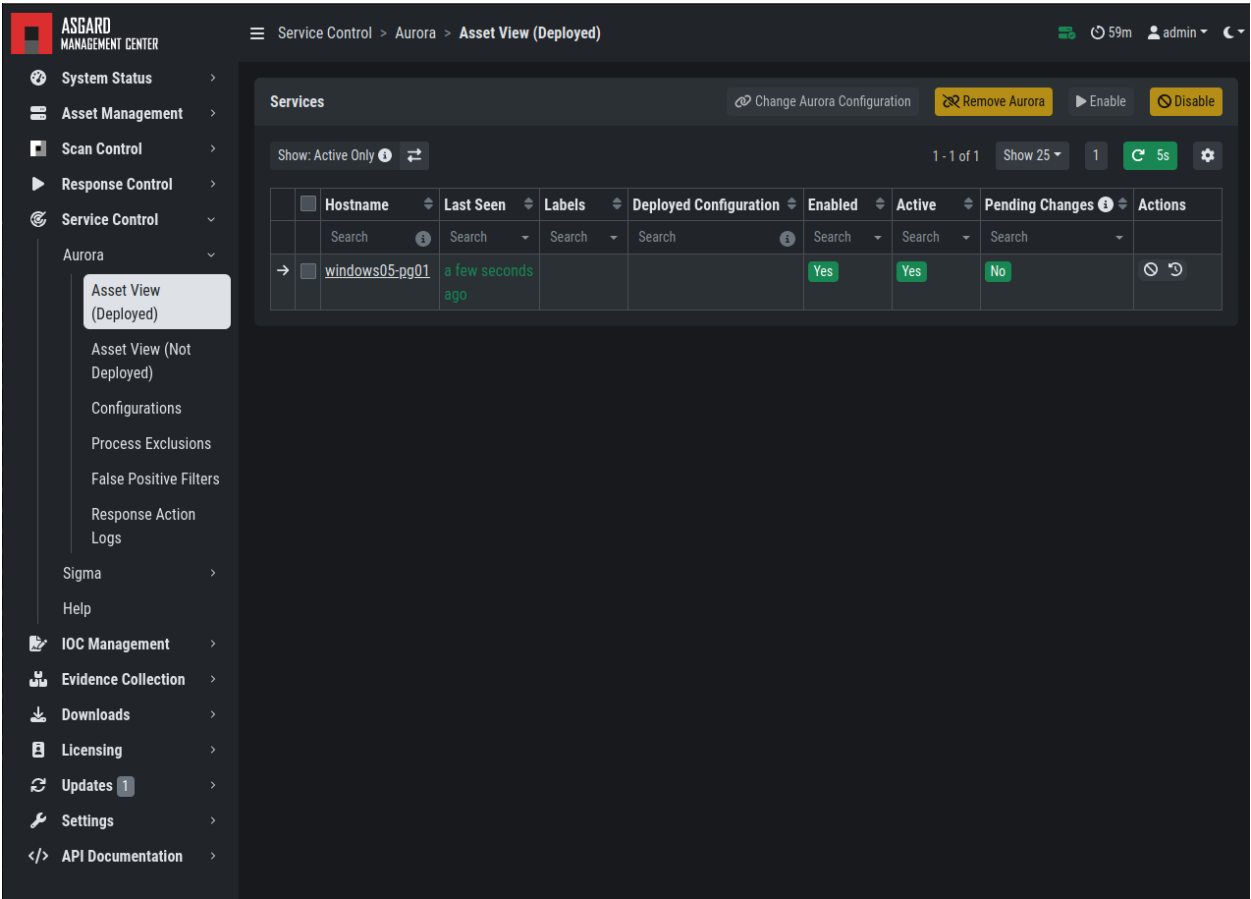 ASGARD
MANAGEMENT CENTER
Service Control > Aurora > Asset View (Deployed)
59m
admin
System Status
Asset Management
Scan Control
Response Control
Service Control
Aurora
Asset View
(Deployed)
Asset View (Not
Deployed)
Configurations
Process Exclusions
False Positive Filters
Response Action
Logs
Sigma
Help
IOC Management
Evidence Collection
Downloads
Licensing
Updates 1
Settings
API Documentation
Services
Change Aurora Configuration
Remove Aurora
Enable
Disable
Show: Active Only
1 - 1 of 1
Show 25
1
5s
Hostname Last Seen Labels Deployed Configuration Enabled Active Pending Changes Actions
Search Search Search Search Search Search Search
windows05-pg01 a few seconds Yes Yes No
ago